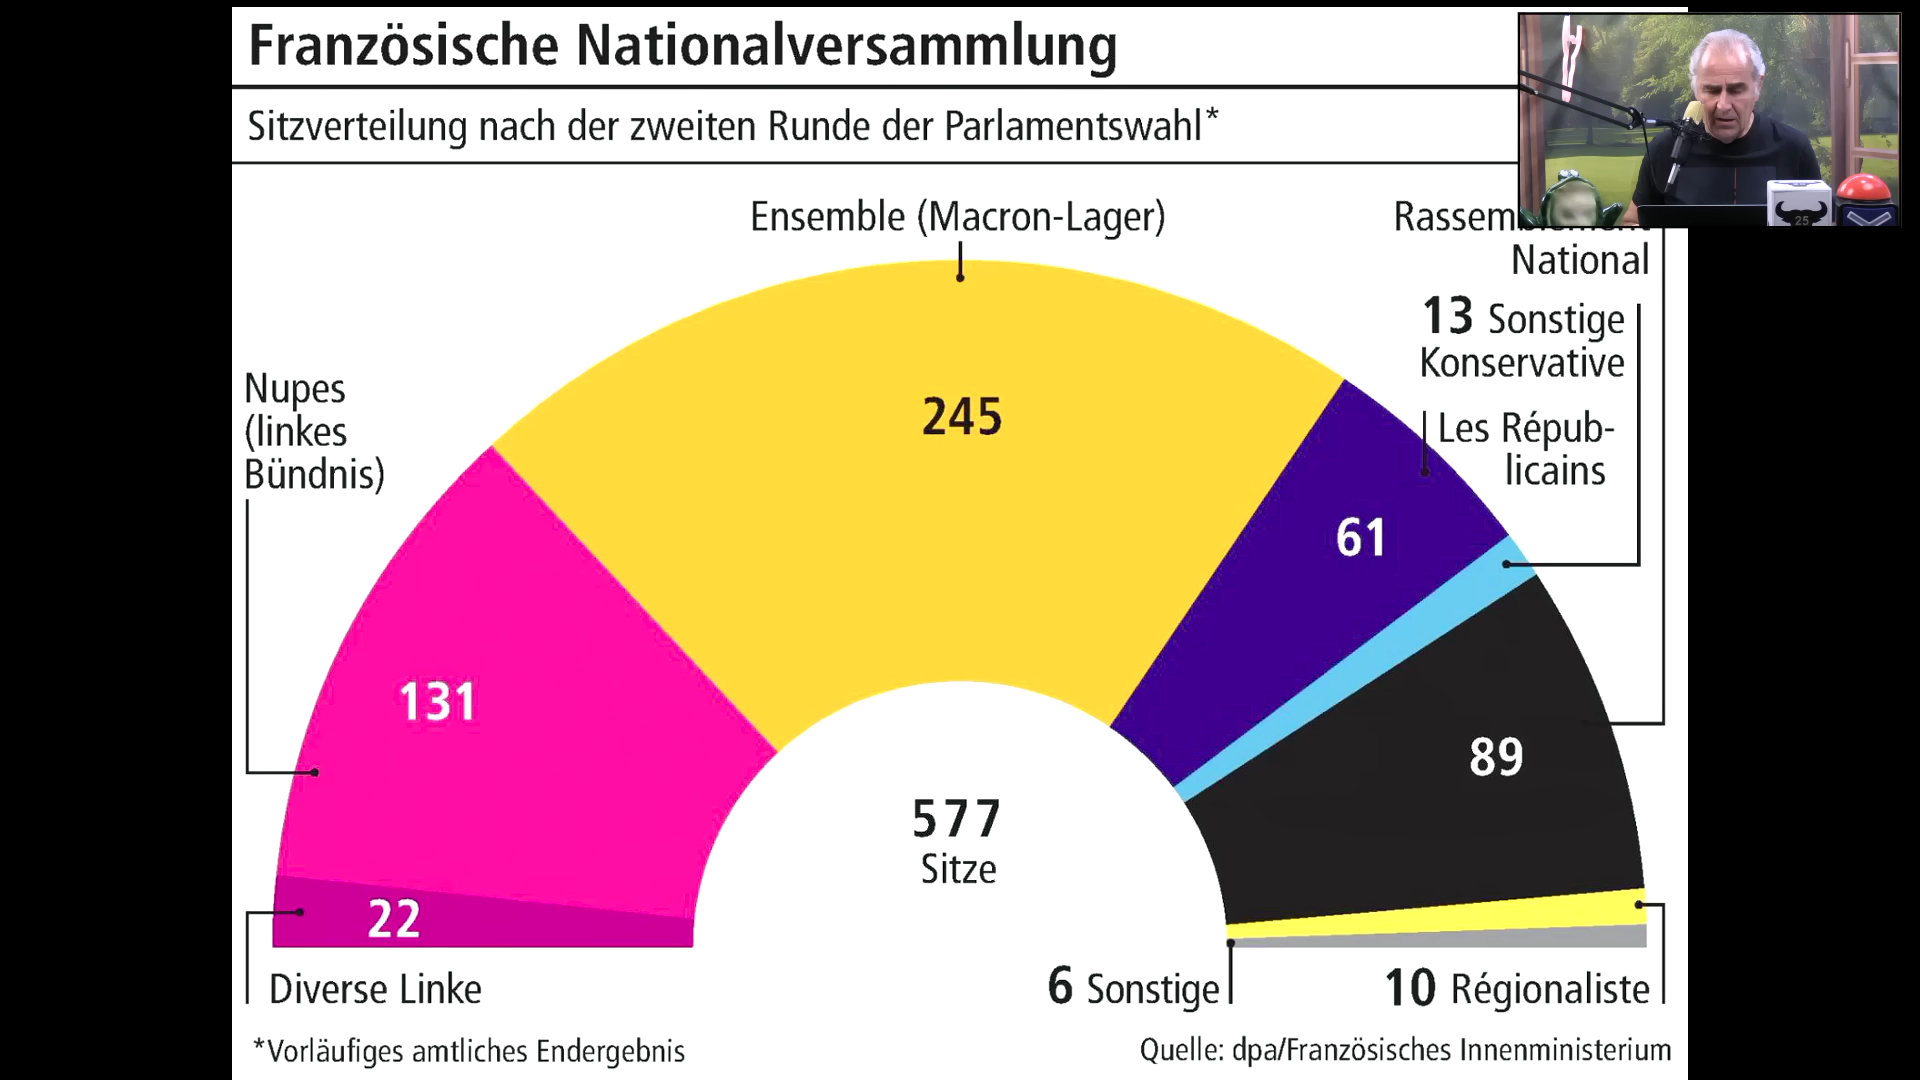 Französische Nationalversammlung
Sitzverteilung nach der zweiten Runde der Parlamentswahl*
Ensemble (Macron-Lager)
Rassemblement
National
13 Sonstige
Konservative
Les Répub-
licains
Nupes
(linkes
Bündnis)
245
61
131
89
22
577
Sitze
Diverse Linke
6 Sonstige
10 Régionaliste
*Vorläufiges amtliches Endergebnis
Quelle: dpa/Französisches Innenministerium
25